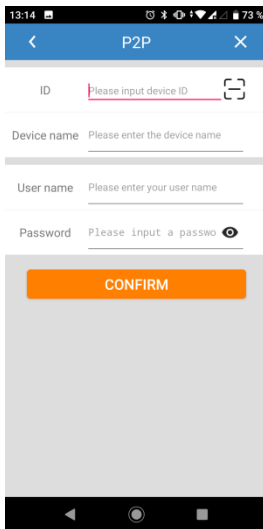 13:14 73 %
P2P
ID Please input device ID
Device name Please enter the device name
User name Please enter your user name
Password Please input a passwo
CONFIRM